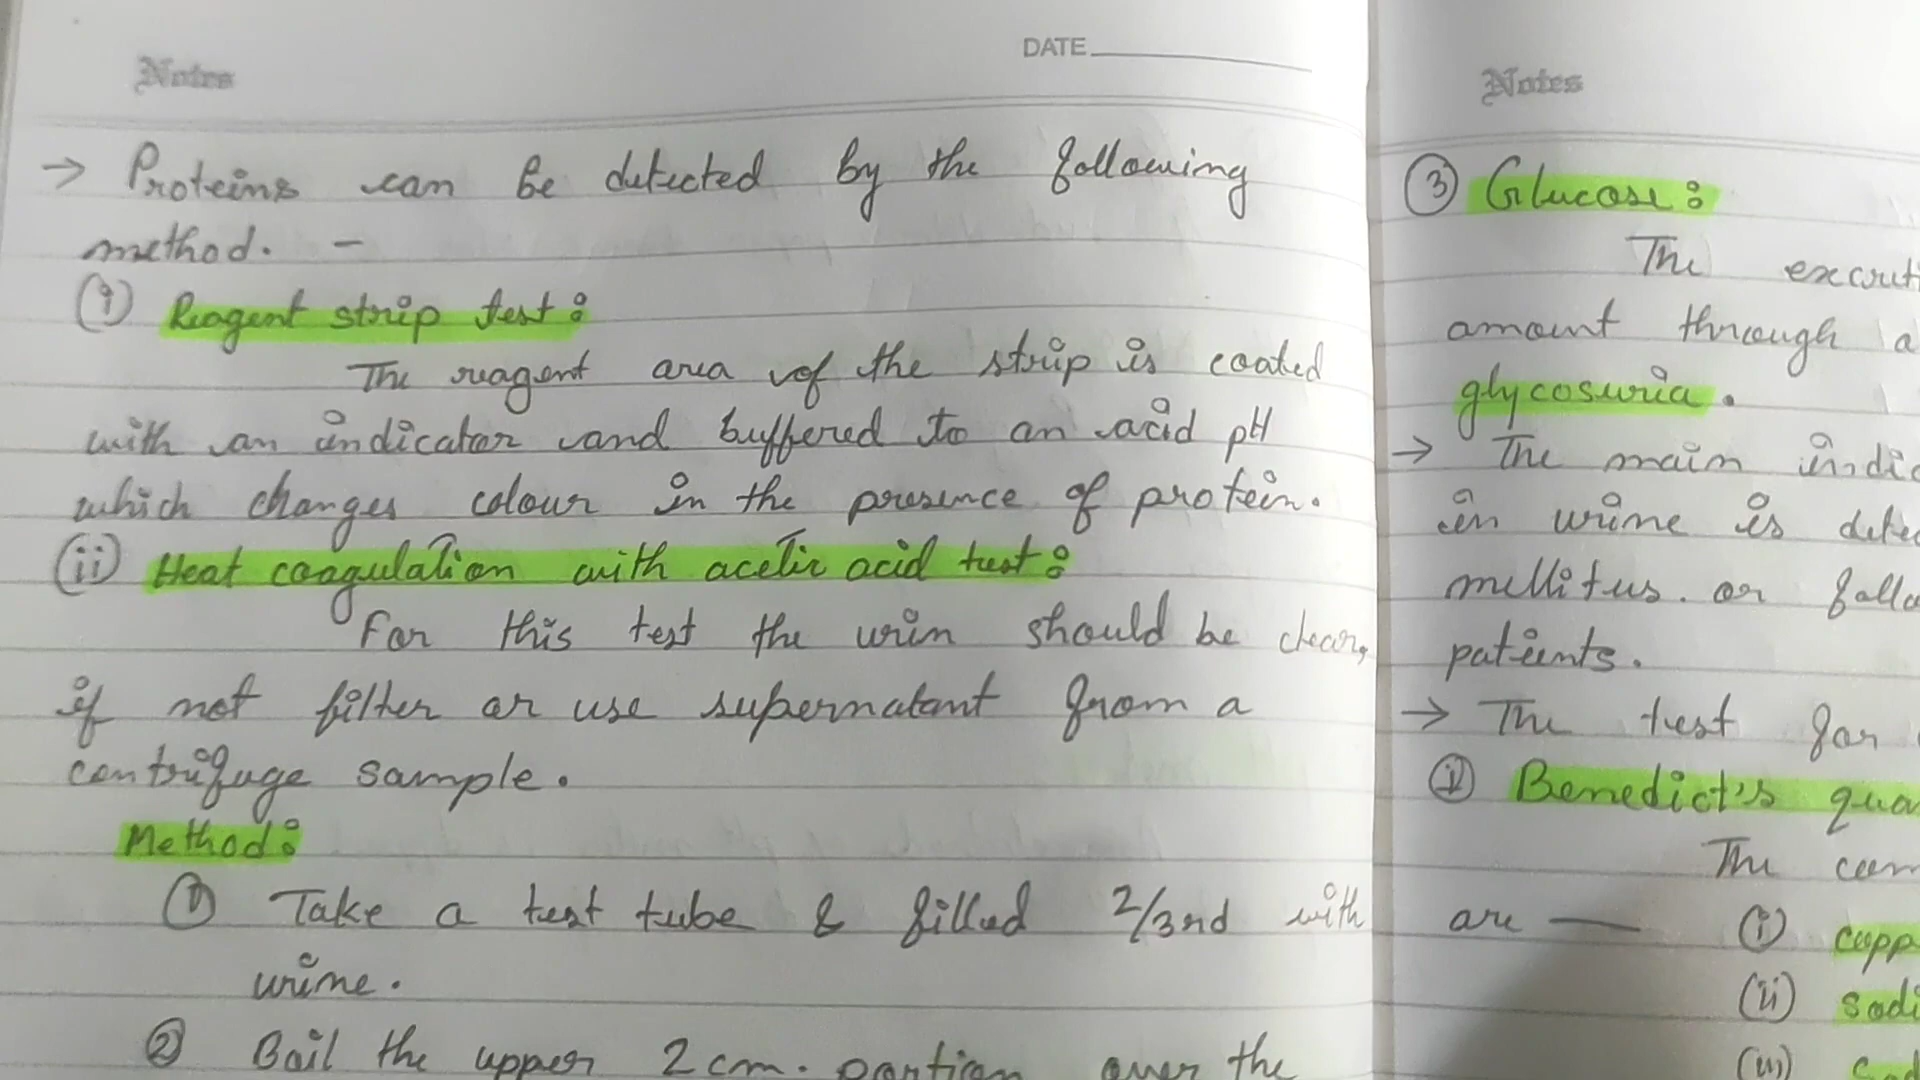 Notes
DATE
→ Proteins can be detected by the following
method. -
(i) Reagent strip test:
The reagent area of the strip is coated
with an indicator and buffered to an acid pH
which changes colour in the presence of protein.
(ii) Heat coagulation with acetic acid test:
For this test the urin should be clear,
if not filter or use supernatant from a
centrifuge sample.
Method:
① Take a test tube & filled 2/3rd with
urine.
② Boil the upper 2 cm. portion over the
Notes
③ Glucose:
The
amount through a
glycosuria.
→ The main
in urine is
mellitus. or
patients.
→ The test for
① Benedict's
The
are — (i)
(ii)
(iii)